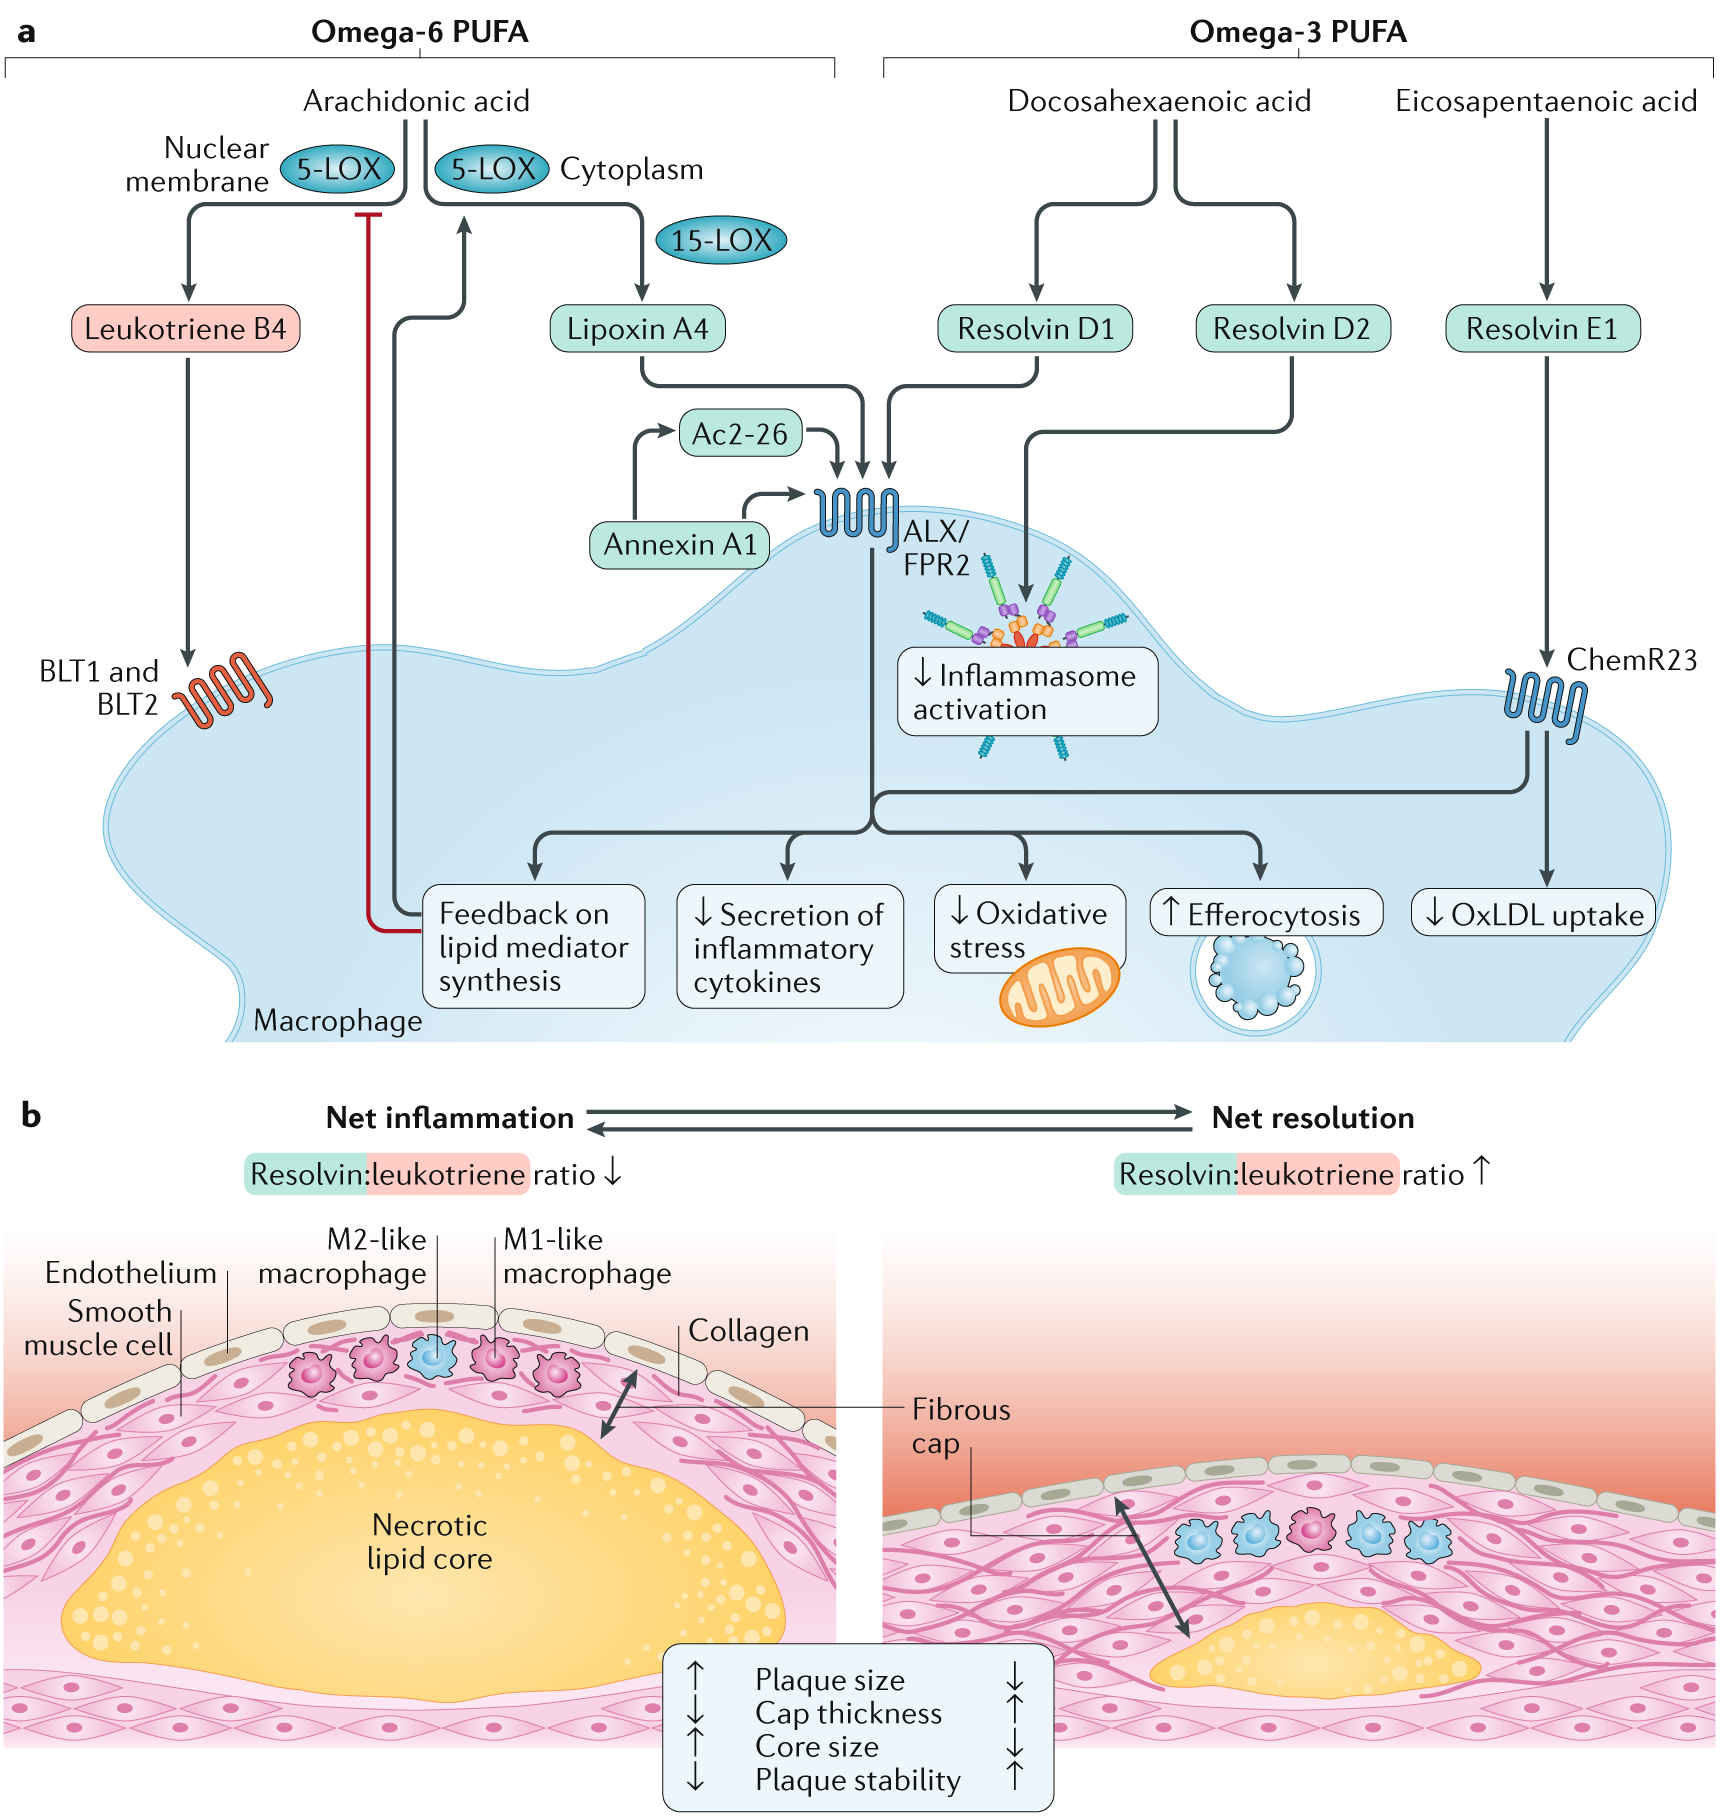 a
Omega-6 PUFA
Omega-3 PUFA
Arachidonic acid
Docosahexaenoic acid
Eicosapentaenoic acid
Nuclear
membrane
5-LOX
5-LOX
Cytoplasm
15-LOX
Leukotriene B4
Lipoxin A4
Resolvin D1
Resolvin D2
Resolvin E1
Ac2-26
Annexin A1
ALX/
FPR2
BLT1 and
BLT2
↓ Inflammasome
activation
ChemR23
Feedback on
lipid mediator
synthesis
↓ Secretion of
inflammatory
cytokines
↓ Oxidative
stress
↑ Efferocytosis
↓ OxLDL uptake
Macrophage
b
Net inflammation
Net resolution
Resolvin:leukotriene ratio ↓
Resolvin:leukotriene ratio ↑
M2-like
macrophage
M1-like
macrophage
Endothelium
Smooth
muscle cell
Collagen
Fibrous
cap
Necrotic
lipid core
↑ Plaque size ↓
↓ Cap thickness ↑
↑ Core size ↓
↓ Plaque stability ↑